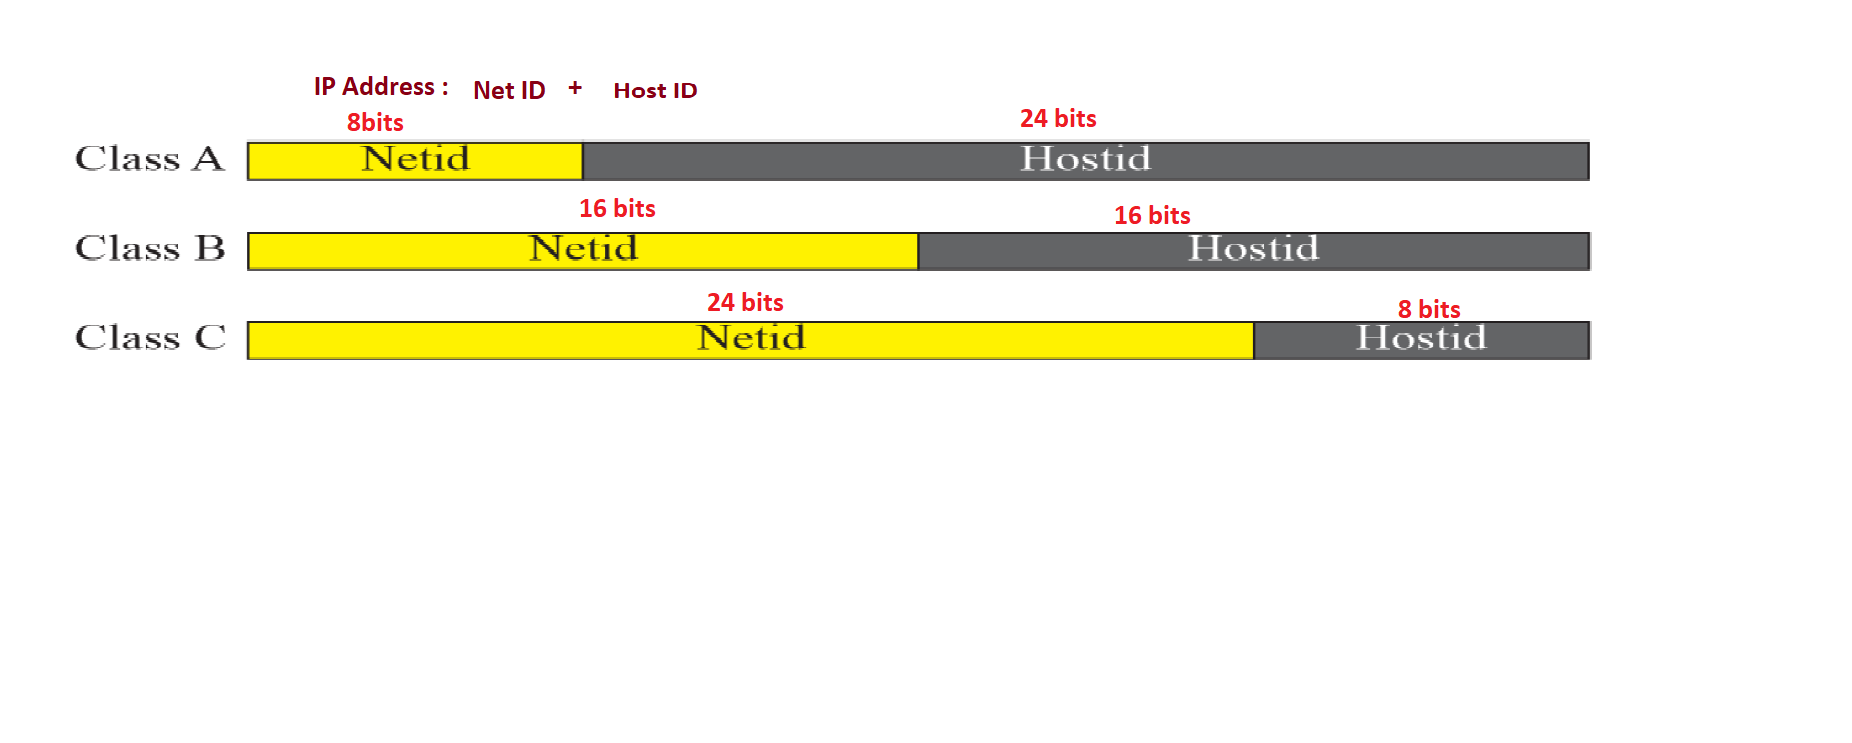 IP Address : Net ID + Host ID
8bits 24 bits
Class A Netid Hostid
16 bits 16 bits
Class B Netid Hostid
24 bits 8 bits
Class C Netid Hostid